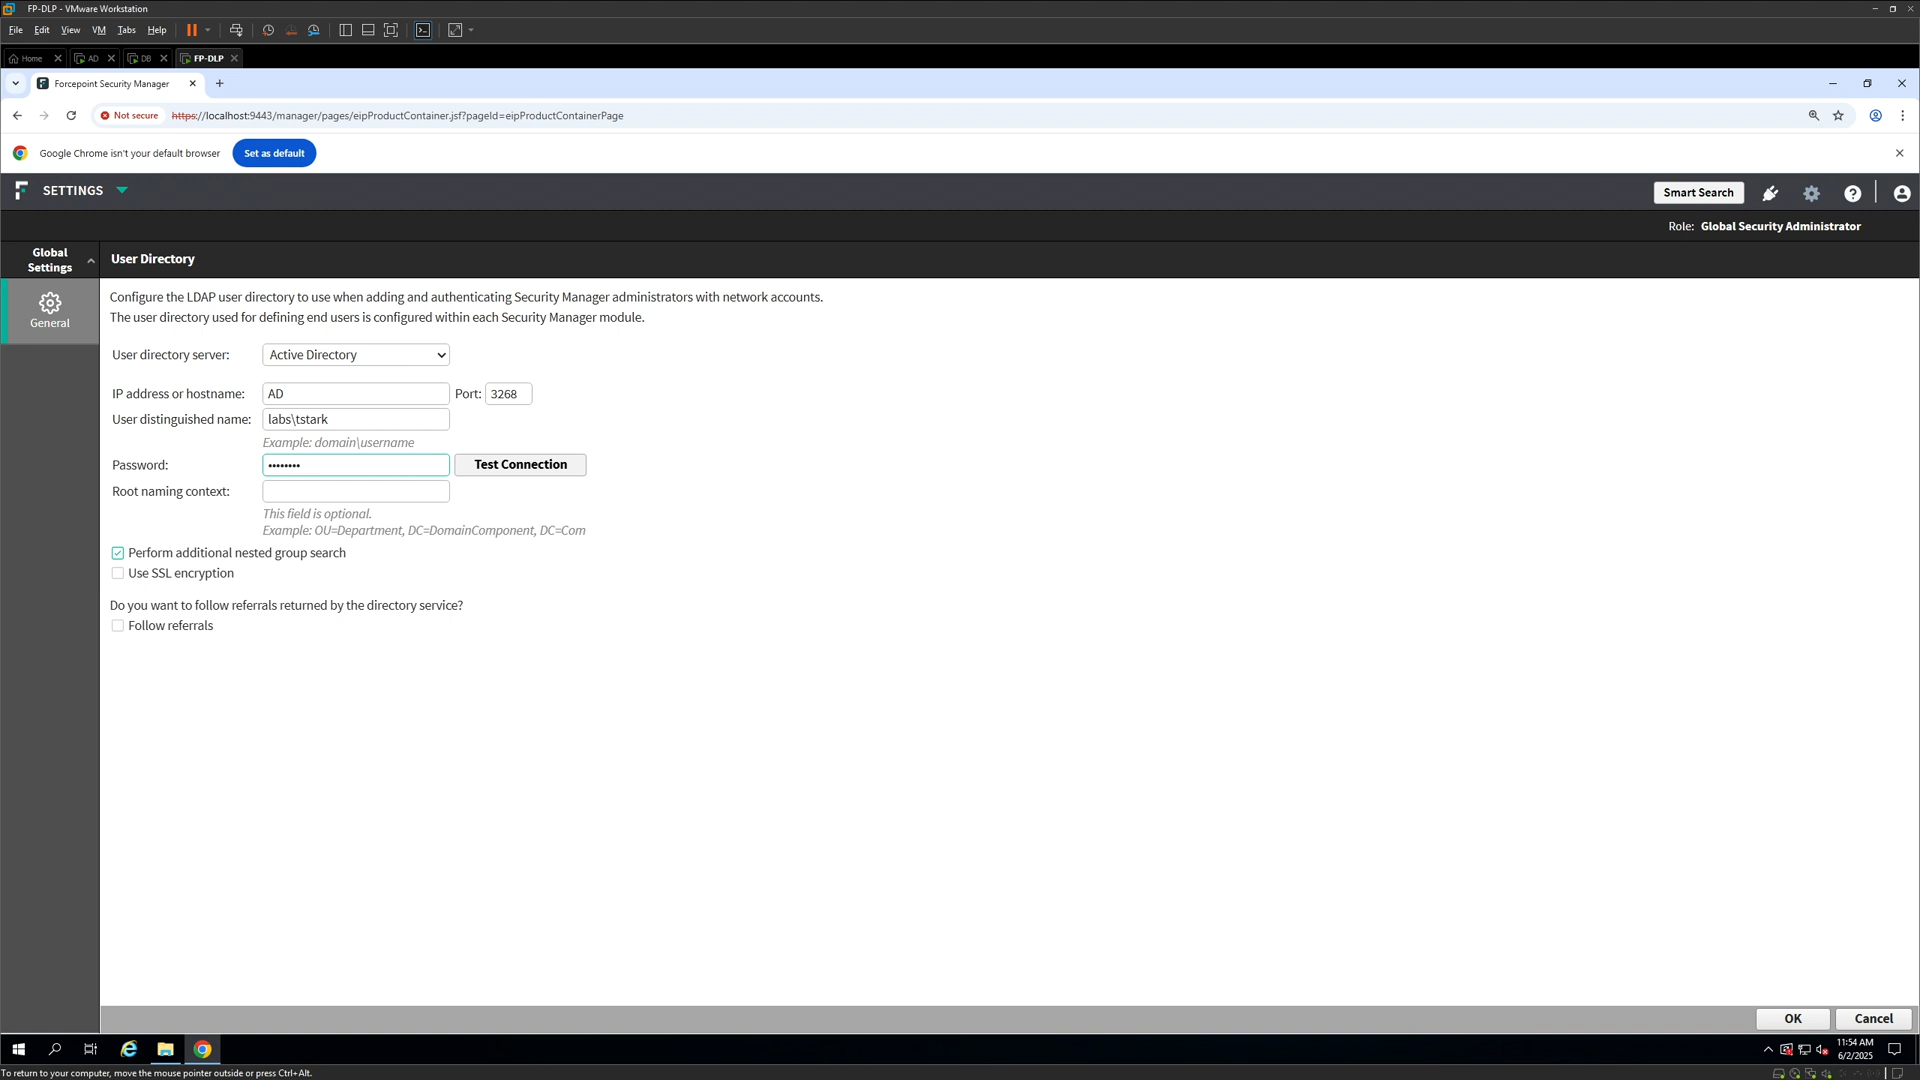 FP-DLP - VMware Workstation
File Edit View VM Tabs Help
Home AD DB FP-DLP
Forcepoint Security Manager
Not secure https://localhost:9443/manager/pages/eipProductContainer.jsf?pageId=eipProductContainerPage
Google Chrome isn't your default browser Set as default
SETTINGS Smart Search
Role: Global Security Administrator
Global Settings
User Directory
General
Configure the LDAP user directory to use when adding and authenticating Security Manager administrators with network accounts.
The user directory used for defining end users is configured within each Security Manager module.
User directory server: Active Directory
IP address or hostname: AD Port: 3268
User distinguished name: labs\tstark
Example: domain\username
Password: •••••••• Test Connection
Root naming context:
This field is optional.
Example: OU=Department, DC=DomainComponent, DC=Com
Perform additional nested group search
Use SSL encryption
Do you want to follow referrals returned by the directory service?
Follow referrals
OK Cancel
11:54 AM
6/2/2025
To return to your computer, move the mouse pointer outside or press Ctrl+Alt.